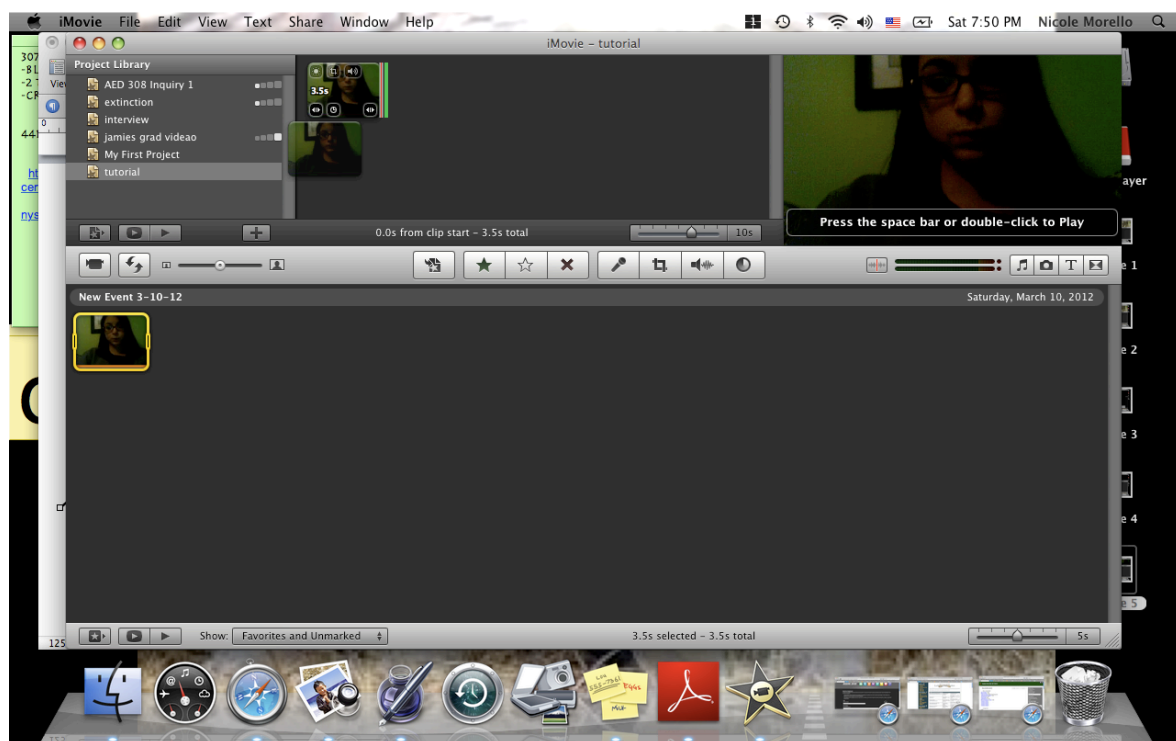 iMovie File Edit View Text Share Window Help Sat 7:50 PM Nicole Morello
iMovie - tutorial
307
-2
-CR
441
125
0
Project Library
AED 308 Inquiry 1
extinction
interview
jamies grad videao
My First Project
tutorial
3.5s
Press the space bar or double-click to Play
0.0s from clip start - 3.5s total
10s
T
New Event 3-10-12
Saturday, March 10, 2012
Show: Favorites and Unmarked
3.5s selected - 3.5s total
5s
ayer
e 1
e 2
e 3
e 4
e 5